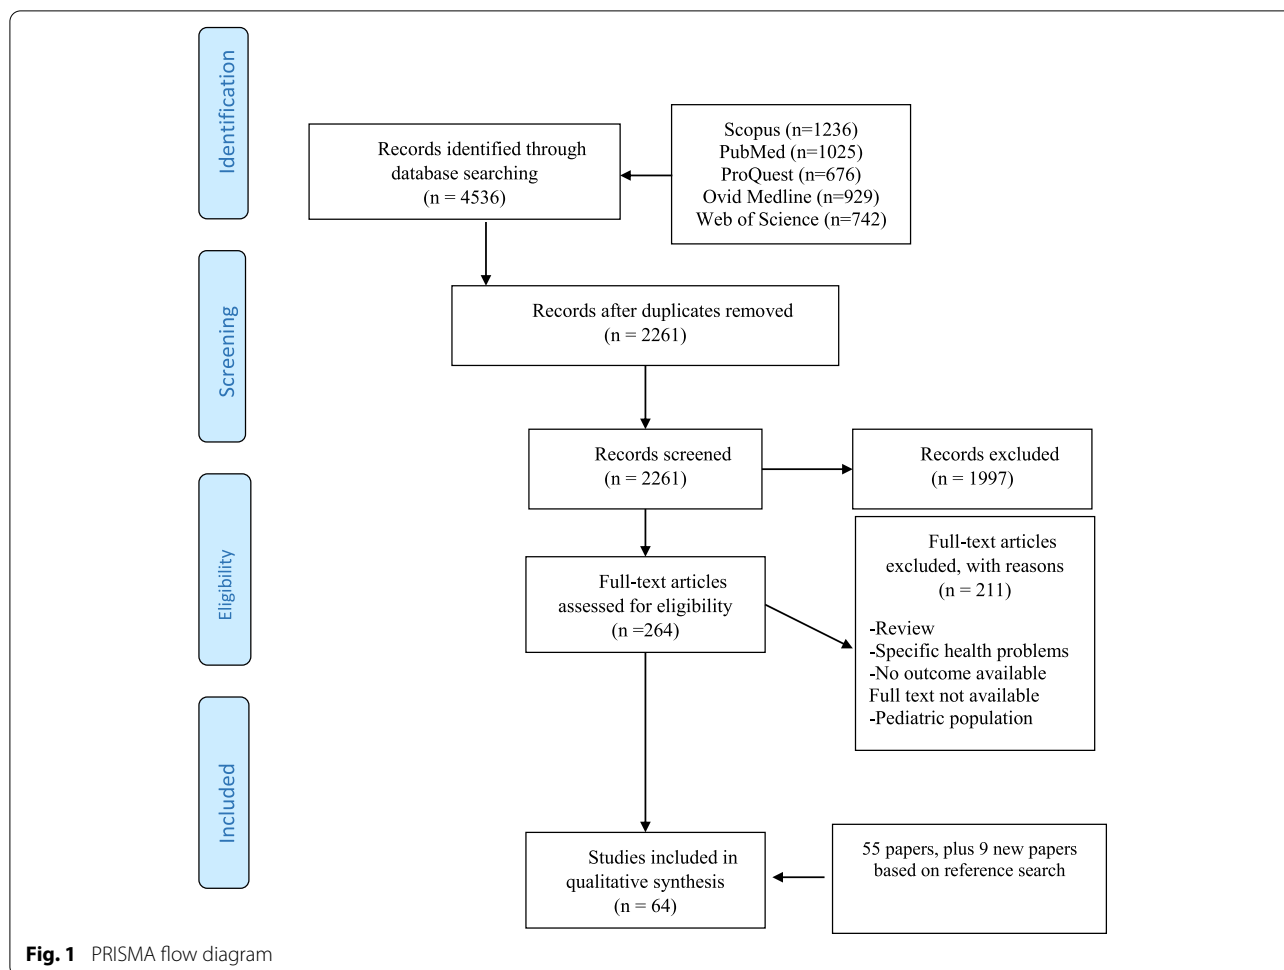 Identification
Records identified through
database searching
(n = 4536)
Scopus (n=1236)
PubMed (n=1025)
ProQuest (n=676)
Ovid Medline (n=929)
Web of Science (n=742)
Screening
Records after duplicates removed
(n = 2261)
Records screened
(n = 2261)
Records excluded
(n = 1997)
Eligibility
Full-text articles
assessed for eligibility
(n =264)
Full-text articles
excluded, with reasons
(n = 211)
-Review
-Specific health problems
-No outcome available
Full text not available
-Pediatric population
Included
Studies included in
qualitative synthesis
(n = 64)
55 papers, plus 9 new papers
based on reference search
Fig. 1 PRISMA flow diagram